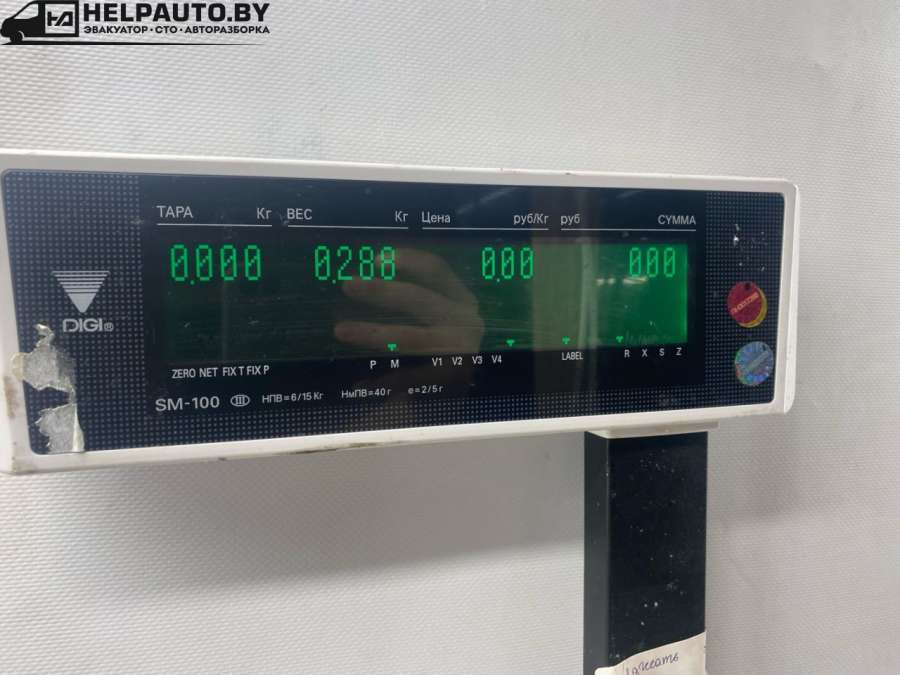 HELPAUTO.BY
ЭВАКУАТОР • СТО • АВТОРАЗБОРКА
ТАРА Кг ВЕС Кг Цена руб/Кг руб СУММА
0.000 0.288 0.00 0.00
DIGI®
P M V1 V2 V3 V4 LABEL R X S Z
ZERO NET FIX T FIX P
SM-100 III НПВ=6/15 Кг НмПВ=40 г e=2/5 г